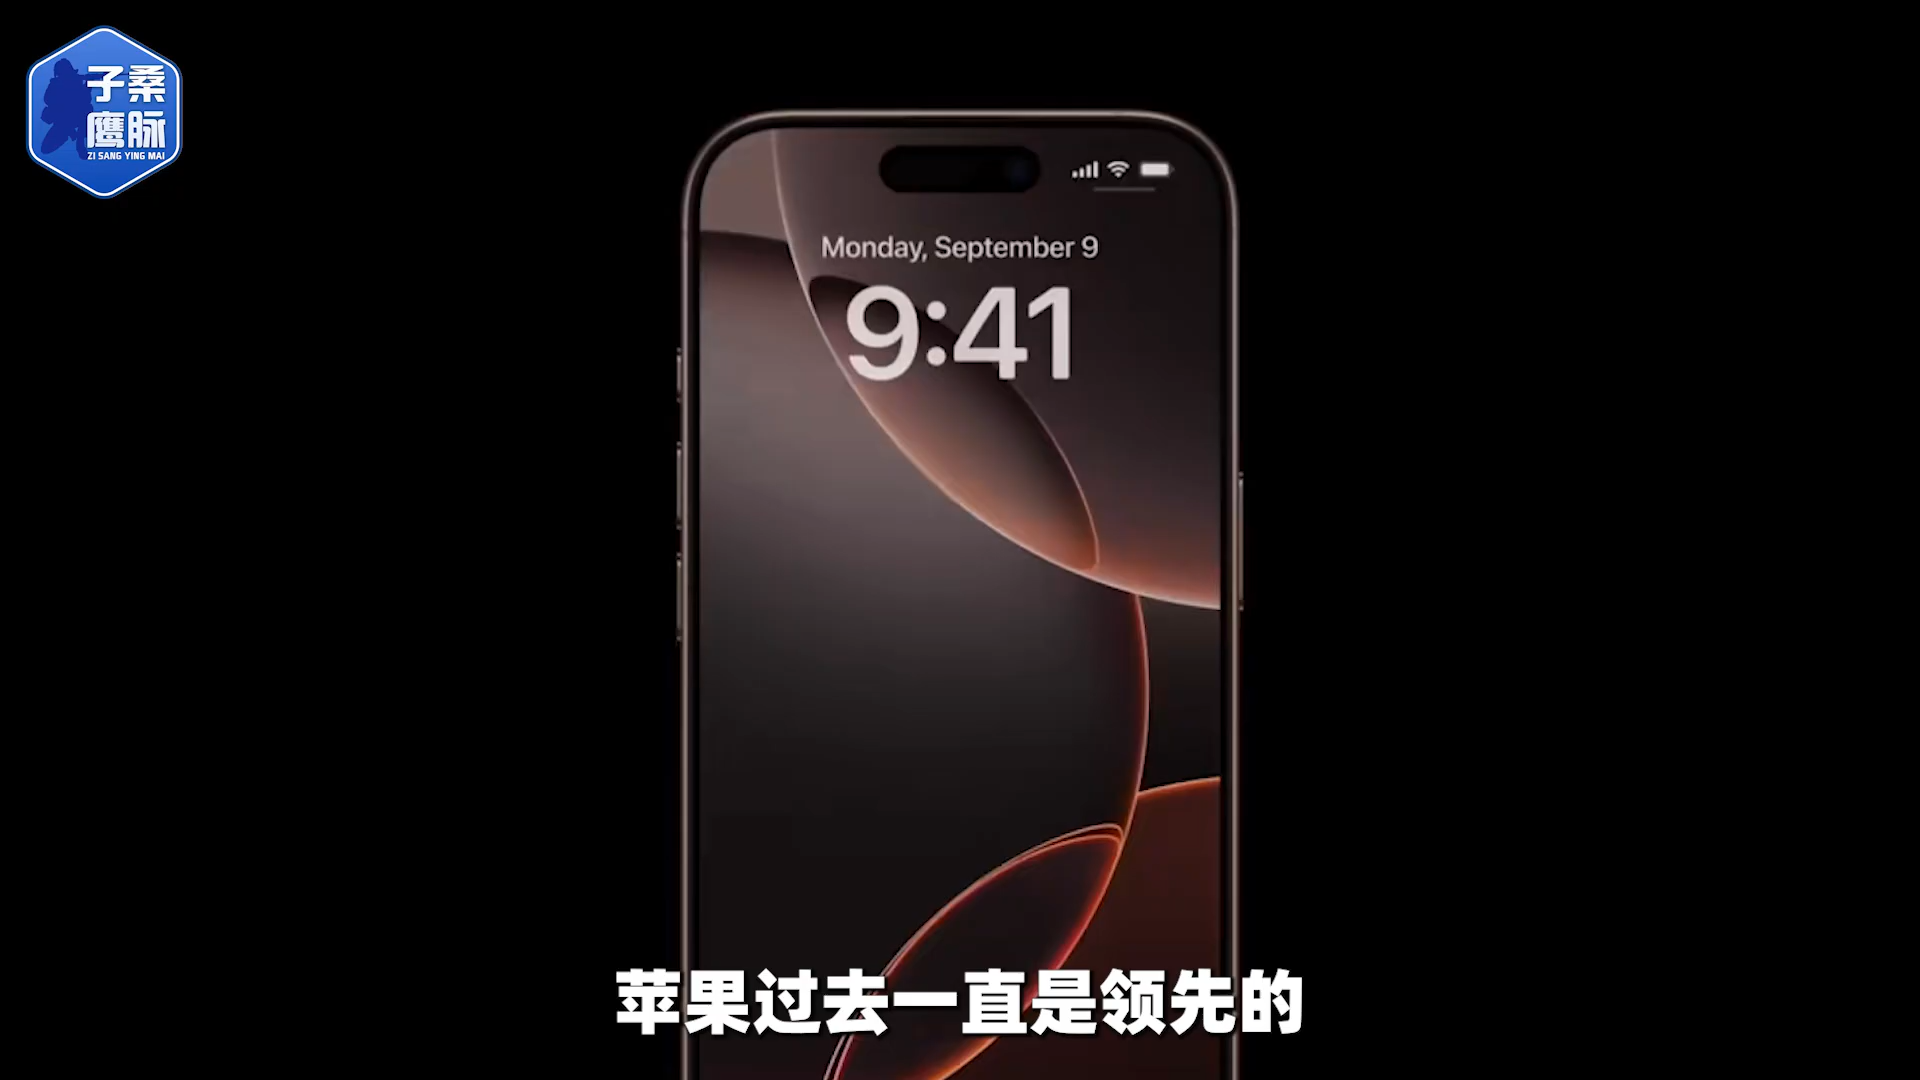 子桑
鹰脉
ZI SANG YING MAI
Monday, September 9
9:41
苹果过去一直是领先的